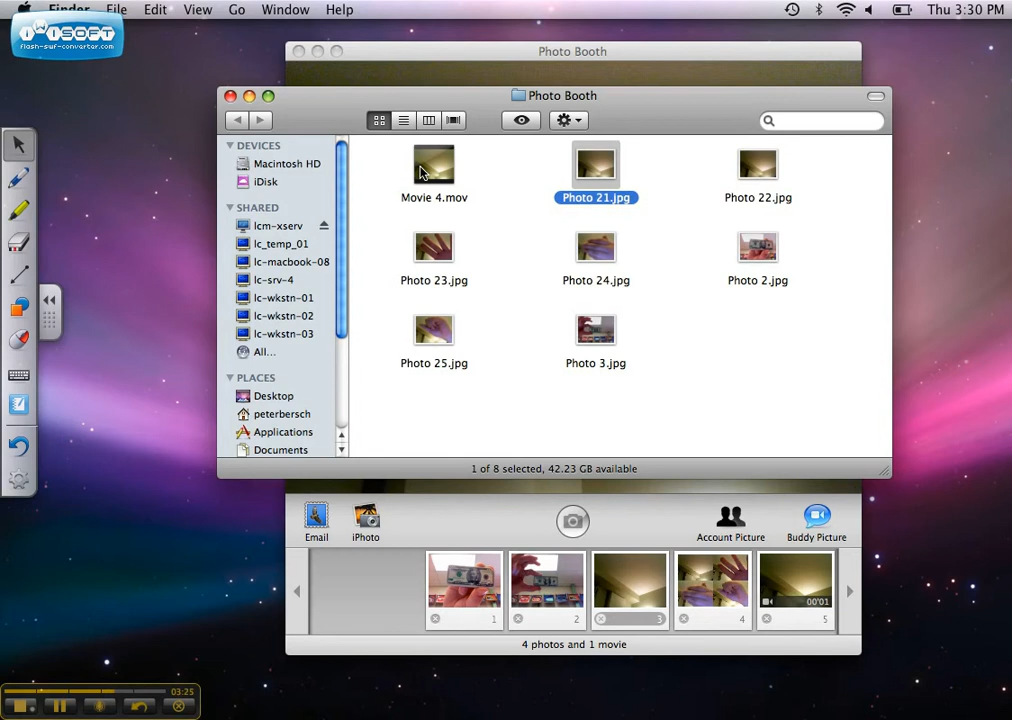 Finder File Edit View Go Window Help Thu 3:30 PM
iWiSOFT
flash-swf-converter.com
Photo Booth
Photo Booth
DEVICES
Macintosh HD
iDisk
SHARED
lcm-xserv
lc_temp_01
lc-macbook-08
lc-srv-4
lc-wkstn-01
lc-wkstn-02
lc-wkstn-03
All...
PLACES
Desktop
peterbersch
Applications
Documents
Movie 4.mov Photo 21.jpg Photo 22.jpg
Photo 23.jpg Photo 24.jpg Photo 2.jpg
Photo 25.jpg Photo 3.jpg
1 of 8 selected, 42.23 GB available
Email iPhoto Account Picture Buddy Picture
00'01
1 2 3 4 5
4 photos and 1 movie
03:25